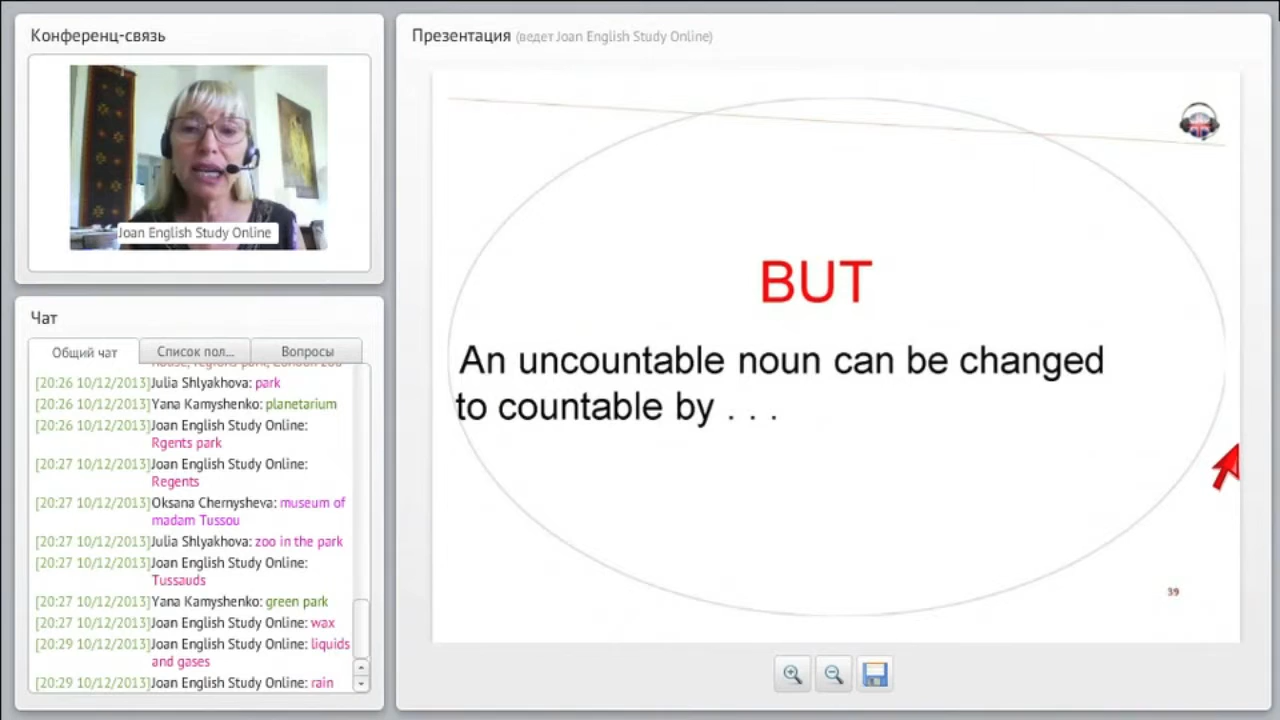 Конференц-связь
Joan English Study Online
Чат
Общий чат
Список пол...
Вопросы
[20:26 10/12/2013]Julia Shlyakhova: park
[20:26 10/12/2013]Yana Kamyshenko: planetarium
[20:26 10/12/2013]Joan English Study Online:
Rgents park
[20:27 10/12/2013]Joan English Study Online:
Regents
[20:27 10/12/2013]Oksana Chernysheva: museum of
madam Tussou
[20:27 10/12/2013]Julia Shlyakhova: zoo in the park
[20:27 10/12/2013]Joan English Study Online:
Tussauds
[20:27 10/12/2013]Yana Kamyshenko: green park
[20:27 10/12/2013]Joan English Study Online: wax
[20:29 10/12/2013]Joan English Study Online: liquids
and gases
[20:29 10/12/2013]Joan English Study Online: rain
Презентация (ведет Joan English Study Online)
BUT
An uncountable noun can be changed
to countable by . . .
39